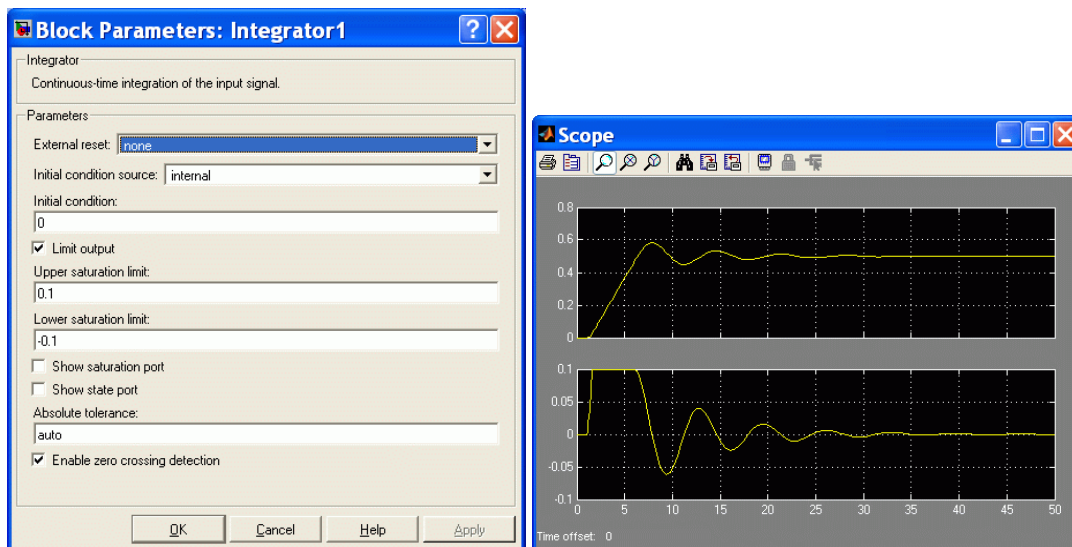 Block Parameters: Integrator1
Integrator
Continuous-time integration of the input signal.
Parameters
External reset: none
Initial condition source: internal
Initial condition:
0
Limit output
Upper saturation limit:
0.1
Lower saturation limit:
-0.1
Show saturation port
Show state port
Absolute tolerance:
auto
Enable zero crossing detection
OK Cancel Help Apply
Scope
0.8
0.6
0.4
0.2
0
0.1
0.05
0
-0.05
-0.1
0 5 10 15 20 25 30 35 40 45 50
Time offset: 0